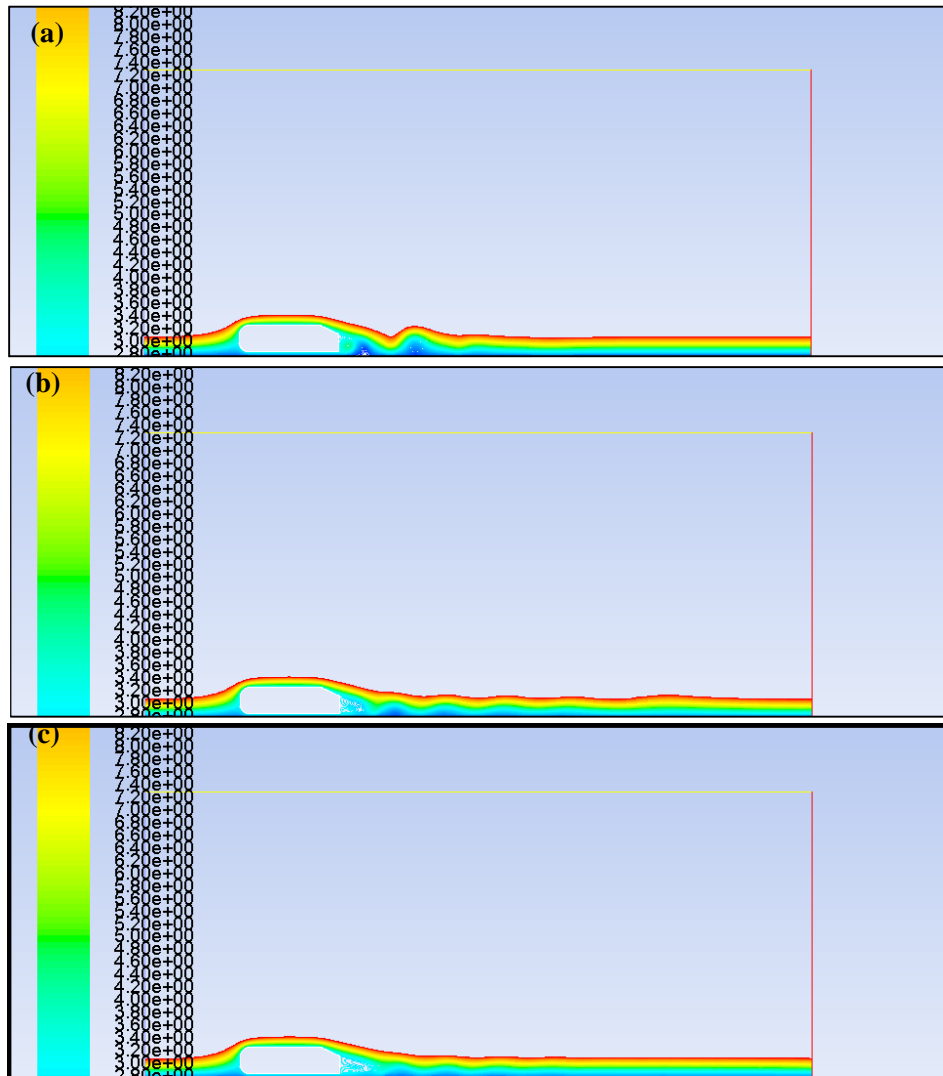 (a)
8.20e+00
8.00e+00
7.80e+00
7.60e+00
7.40e+00
7.20e+00
7.00e+00
6.80e+00
6.60e+00
6.40e+00
6.20e+00
6.00e+00
5.80e+00
5.60e+00
5.40e+00
5.20e+00
5.00e+00
4.80e+00
4.60e+00
4.40e+00
4.20e+00
4.00e+00
3.80e+00
3.60e+00
3.40e+00
3.20e+00
3.00e+00
2.80e+00
(b)
8.20e+00
8.00e+00
7.80e+00
7.60e+00
7.40e+00
7.20e+00
7.00e+00
6.80e+00
6.60e+00
6.40e+00
6.20e+00
6.00e+00
5.80e+00
5.60e+00
5.40e+00
5.20e+00
5.00e+00
4.80e+00
4.60e+00
4.40e+00
4.20e+00
4.00e+00
3.80e+00
3.60e+00
3.40e+00
3.20e+00
3.00e+00
2.80e+00
(c)
8.20e+00
8.00e+00
7.80e+00
7.60e+00
7.40e+00
7.20e+00
7.00e+00
6.80e+00
6.60e+00
6.40e+00
6.20e+00
6.00e+00
5.80e+00
5.60e+00
5.40e+00
5.20e+00
5.00e+00
4.80e+00
4.60e+00
4.40e+00
4.20e+00
4.00e+00
3.80e+00
3.60e+00
3.40e+00
3.20e+00
3.00e+00
2.80e+00